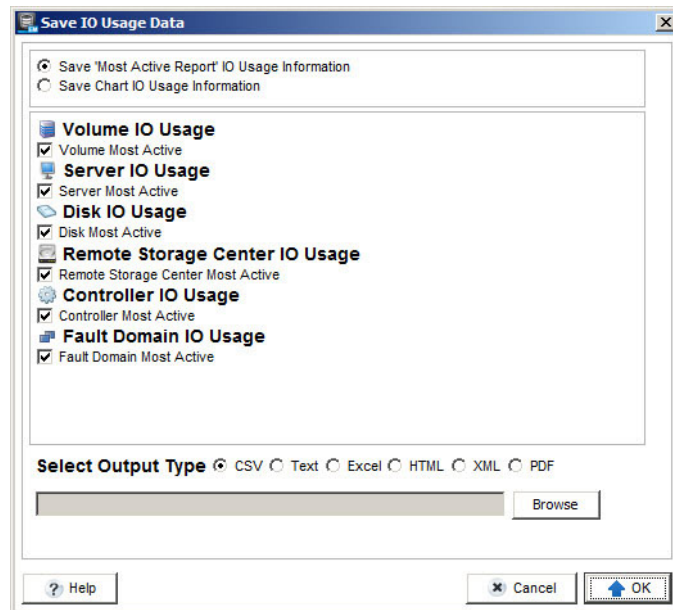 Save IO Usage Data
Save 'Most Active Report' IO Usage Information
Save Chart IO Usage Information
Volume IO Usage
Volume Most Active
Server IO Usage
Server Most Active
Disk IO Usage
Disk Most Active
Remote Storage Center IO Usage
Remote Storage Center Most Active
Controller IO Usage
Controller Most Active
Fault Domain IO Usage
Fault Domain Most Active
Select Output Type CSV Text Excel HTML XML PDF
Browse
? Help Cancel OK